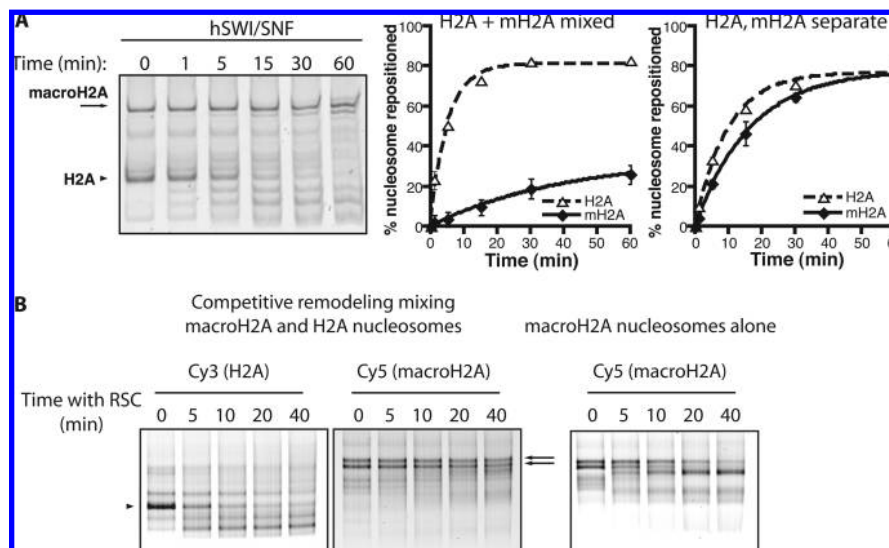 A
hSWI/SNF
Time (min): 0 1 5 15 30 60
macroH2A
H2A
H2A + mH2A mixed
% nucleosome repositioned
100
80
60
40
20
0
H2A
mH2A
0 10 20 30 40 50 60
Time (min)
H2A, mH2A separate
% nucleosome repositioned
100
80
60
40
20
0
H2A
mH2A
0 10 20 30 40 50 60
Time (min)
B
Competitive remodeling mixing
macroH2A and H2A nucleosomes
macroH2A nucleosomes alone
Cy3 (H2A)
Cy5 (macroH2A)
Cy5 (macroH2A)
Time with RSC
(min)
0 5 10 20 40
0 5 10 20 40
0 5 10 20 40